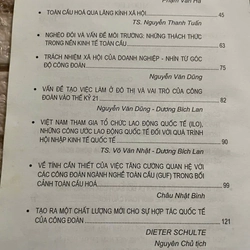 Phạm Văn Hà
• TOÀN CẦU HOÁ QUA LĂNG KÍNH XÃ HỘI 45
TS. Nguyễn Thanh Tuấn
• NGHÈO ĐÓI VÀ VẤN ĐỀ MÔI TRƯỜNG: NHỮNG THÁCH THỨC
TRONG NỀN KINH TẾ TOÀN CẦU 63
• TRÁCH NHIỆM XÃ HỘI CỦA DOANH NGHIỆP - NHÌN TỪ GÓC
ĐỘ CÔNG ĐOÀN 75
Nguyễn Văn Dũng
• VẤN ĐỀ TẠO VIỆC LÀM Ở ĐÔ THỊ VÀ VAI TRÒ CỦA CÔNG
ĐOÀN VÀO THẾ KỶ 21 82
Nguyễn Văn Dũng - Dương Bích Lan
• VIỆT NAM THAM GIA TỔ CHỨC LAO ĐỘNG QUỐC TẾ (ILO),
NHỮNG CÔNG ƯỚC LAO ĐỘNG QUỐC TẾ ĐỐI VỚI QUÁ TRÌNH
HỘI NHẬP KINH TẾ QUỐC TẾ 90
TS. Võ Văn Nhật - Dương Bích Lan
• VỀ TÍNH CẦN THIẾT CỦA VIỆC TĂNG CƯỜNG QUAN HỆ VỚI
CÁC CÔNG ĐOÀN NGÀNH NGHỀ TOÀN CẦU (GUF) TRONG BỐI
CẢNH TOÀN CẦU HOÁ 99
Châu Nhật Bình
• TẠO RA MỘT CHẤT LƯỢNG MỚI CHO SỰ HỢP TÁC QUỐC TẾ
CỦA CÔNG ĐOÀN 121
DIETER SCHULTE
Nguyên Chủ tịch